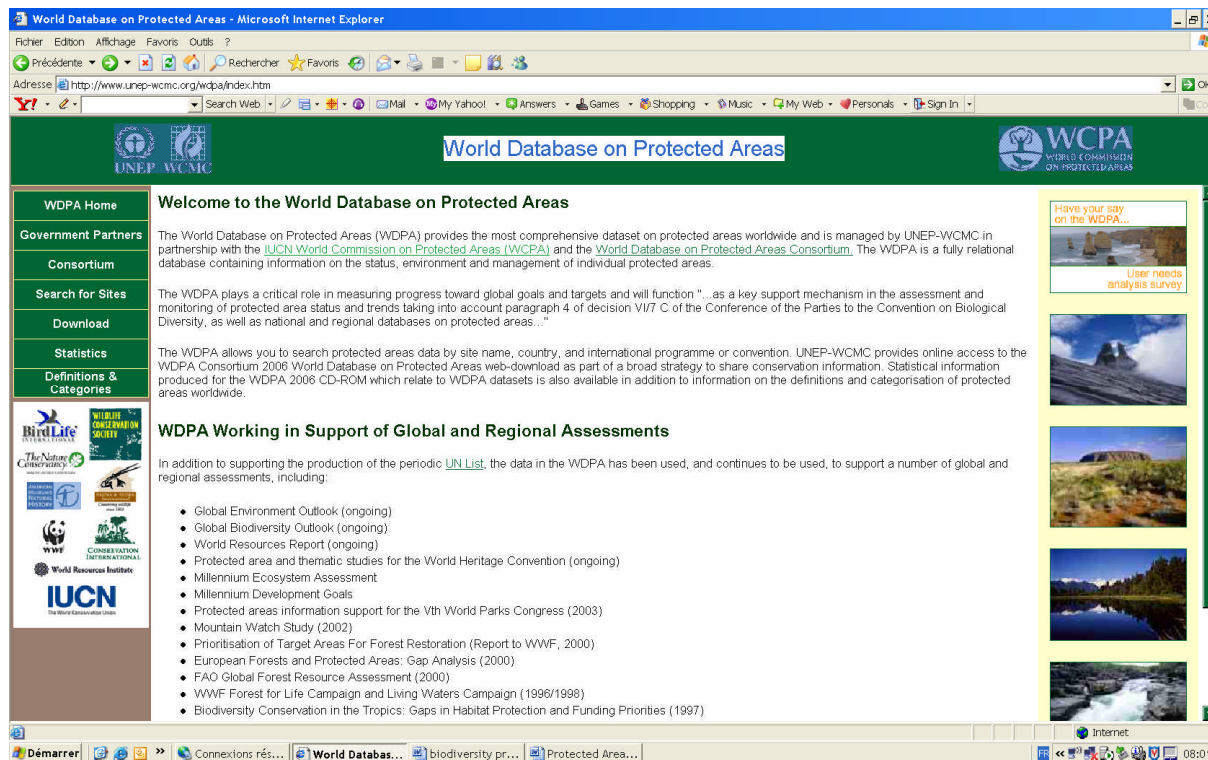 World Database on Protected Areas - Microsoft Internet Explorer
Fichier Edition Affichage Favoris Outils ?
Précédente Rechercher Favoris
Adresse http://www.unep-wcmc.org/wdpa/index.htm OK
Y! Search Web Mail My Yahoo! Answers Games Shopping Music My Web Personals Sign In
UNEP WCMC
World Database on Protected Areas
WCPA
WORLD COMMISSION
ON PROTECTED AREAS
WDPA Home
Government Partners
Consortium
Search for Sites
Download
Statistics
Definitions &
Categories
BirdLife
INTERNATIONAL
WILDLIFE
CONSERVATION
SOCIETY
The Nature
Conservancy
AMERICAN
MUSEUM
NATURAL
HISTORY
WWF
CONSERVATION
INTERNATIONAL
World Resources Institute
IUCN
The World Conservation Union
Welcome to the World Database on Protected Areas
The World Database on Protected Areas (WDPA) provides the most comprehensive dataset on protected areas worldwide and is managed by UNEP-WCMC in
partnership with the IUCN World Commission on Protected Areas (WCPA) and the World Database on Protected Areas Consortium. The WDPA is a fully relational
database containing information on the status, environment and management of individual protected areas.
The WDPA plays a critical role in measuring progress toward global goals and targets and will function "...as a key support mechanism in the assessment and
monitoring of protected area status and trends taking into account paragraph 4 of decision VI/7 C of the Conference of the Parties to the Convention on Biological
Diversity, as well as national and regional databases on protected areas..."
The WDPA allows you to search protected areas data by site name, country, and international programme or convention. UNEP-WCMC provides online access to the
WDPA Consortium 2006 World Database on Protected Areas web-download as part of a broad strategy to share conservation information. Statistical information
produced for the WDPA 2006 CD-ROM which relate to WDPA datasets is also available in addition to information on the definitions and categorisation of protected
areas worldwide.
WDPA Working in Support of Global and Regional Assessments
In addition to supporting the production of the periodic UN List, the data in the WDPA has been used, and continues to be used, to support a number of global and
regional assessments, including:
Global Environment Outlook (ongoing)
Global Biodiversity Outlook (ongoing)
World Resources Report (ongoing)
Protected area and thematic studies for the World Heritage Convention (ongoing)
Millennium Ecosystem Assessment
Millennium Development Goals
Protected areas information support for the Vth World Parks Congress (2003)
Mountain Watch Study (2002)
Prioritisation of Target Areas For Forest Restoration (Report to WWF, 2000)
European Forests and Protected Areas: Gap Analysis (2000)
FAO Global Forest Resource Assessment (2000)
WWF Forest for Life Campaign and Living Waters Campaign (1996/1998)
Biodiversity Conservation in the Tropics: Gaps in Habitat Protection and Funding Priorities (1997)
Have your say
on the WDPA...
User needs
analysis survey
Internet
Démarrer » Connexions rés... World Databas... biodiversity pr... Protected Area... FR «